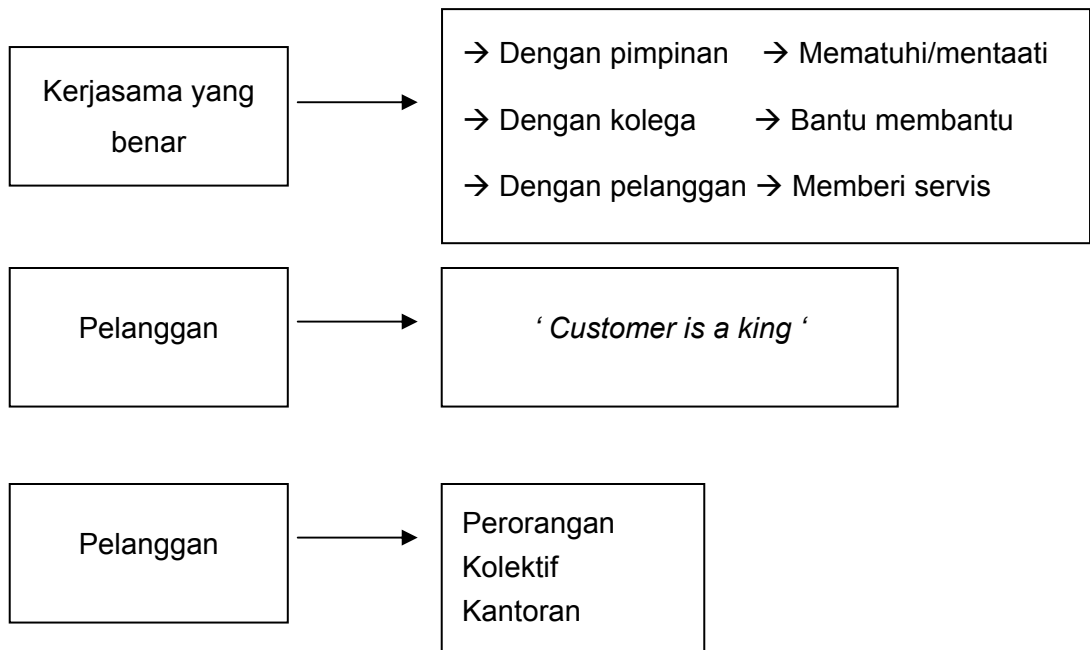 Kerjasama yang
benar
→ Dengan pimpinan → Mematuhi/mentaati
→ Dengan kolega → Bantu membantu
→ Dengan pelanggan → Memberi servis
Pelanggan
‘ Customer is a king ‘
Pelanggan
Perorangan
Kolektif
Kantoran